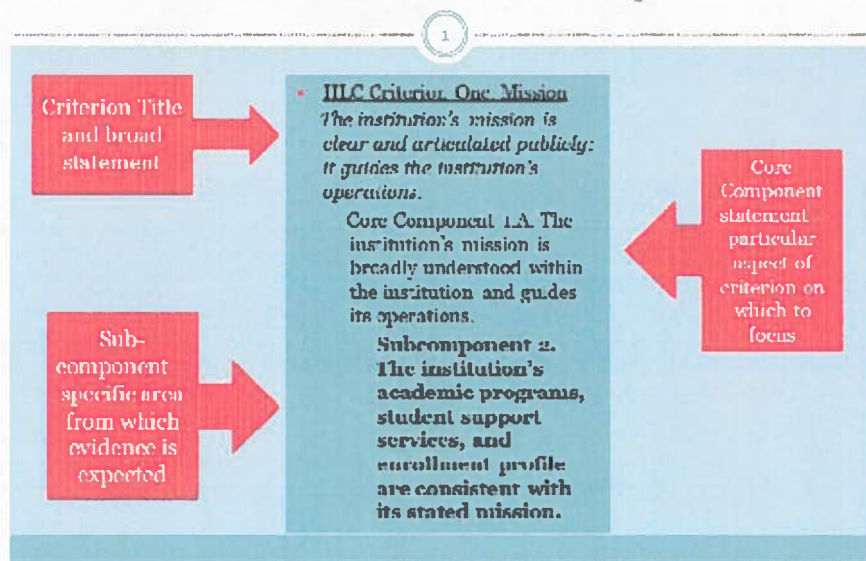 1
Criterion Title
and broad
statement
HLC Criterion One. Mission
The institution's mission is
clear and articulated publicly;
it guides the institution's
operations.
Core Component 1.A. The
institution's mission is
broadly understood within
the institution and guides
its operations.
Subcomponent 2.
The institution's
academic programs,
student support
services, and
enrollment profile
are consistent with
its stated mission.
Core
Component
statement
particular
aspect of
criterion on
which to
focus
Sub-
component
specific area
from which
evidence is
expected